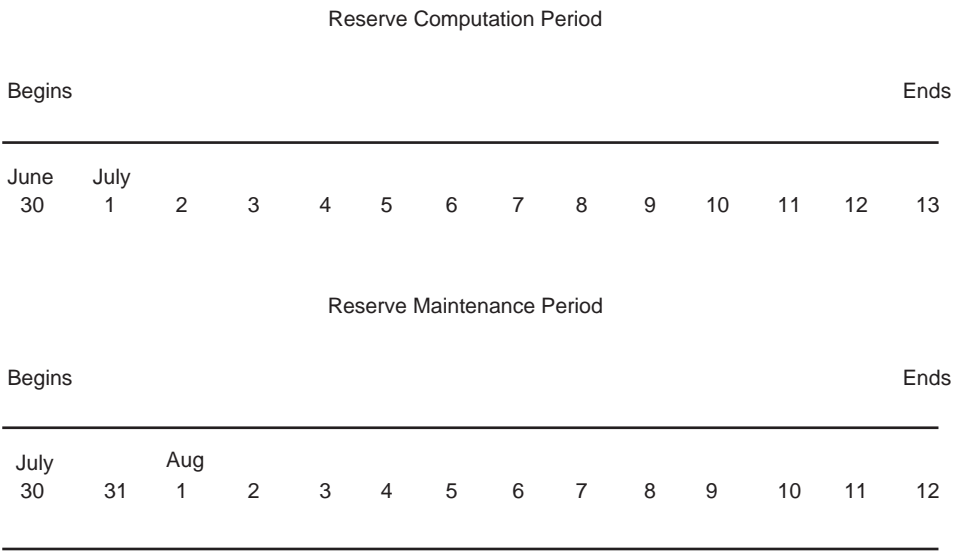 Reserve Computation Period
Begins Ends
June July
30 1 2 3 4 5 6 7 8 9 10 11 12 13
Reserve Maintenance Period
Begins Ends
July Aug
30 31 1 2 3 4 5 6 7 8 9 10 11 12